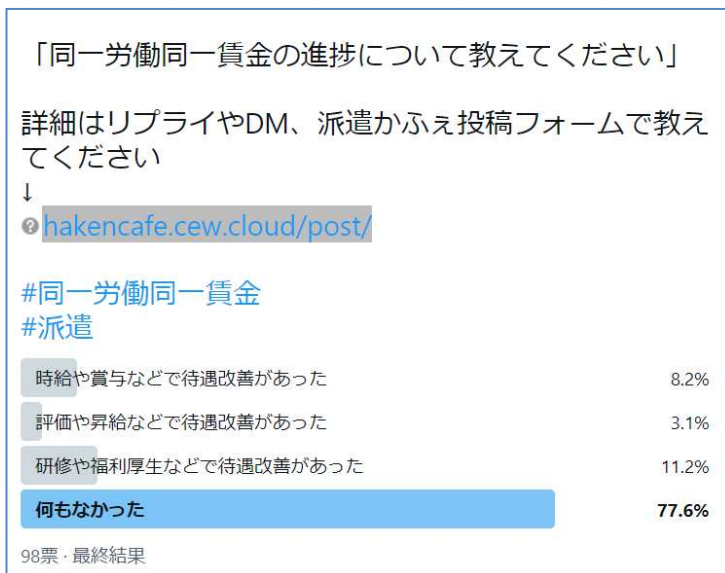 「同一労働同一賃金の進捗について教えてください」
詳細はリプライやDM、派遣かふぇ投稿フォームで教え
てください
↓
hakencafe.cew.cloud/post/
#同一労働同一賃金
#派遣
時給や賞与などで待遇改善があった 8.2%
評価や昇給などで待遇改善があった 3.1%
研修や福利厚生などで待遇改善があった 11.2%
何もなかった 77.6%
98票 · 最終結果